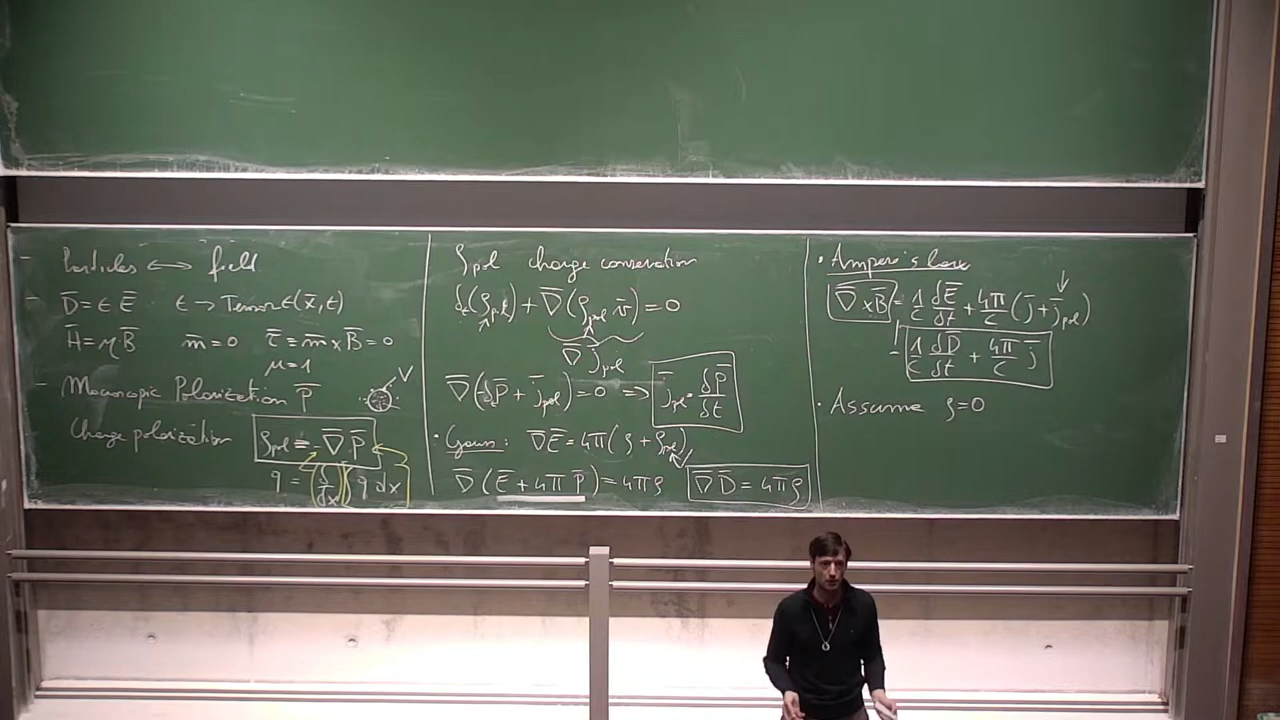 - Particles ↔ field
- D̄ = ε Ē   ε → Tensor ε(x̄,t)
H̄ = μ B̄   m̄ = 0   τ̄ = m̄ × B̄ = 0
μ = 1
- Macroscopic Polarization P̄
V
Charge polarization ρpol = -∇̄ P̄
q = (d/dx) q dx
ρpol charge conservation
∂t(ρpol) + ∇̄(ρpol v̄) = 0
∇̄ j̄pol
∇̄(-∂tP̄ + j̄pol) = 0 ⇒ j̄pol = ∂P̄/∂t
• Gauss: ∇̄Ē = 4π(ρ + ρpol)
∇̄(Ē + 4π P̄) = 4πρ   ∇̄ D̄ = 4πρ
• Ampere's law
∇̄ × B̄ = 1/c ∂Ē/∂t + 4π/c (j̄ + j̄pol)
= 1/c ∂D̄/∂t + 4π/c j̄
• Assume ρ=0